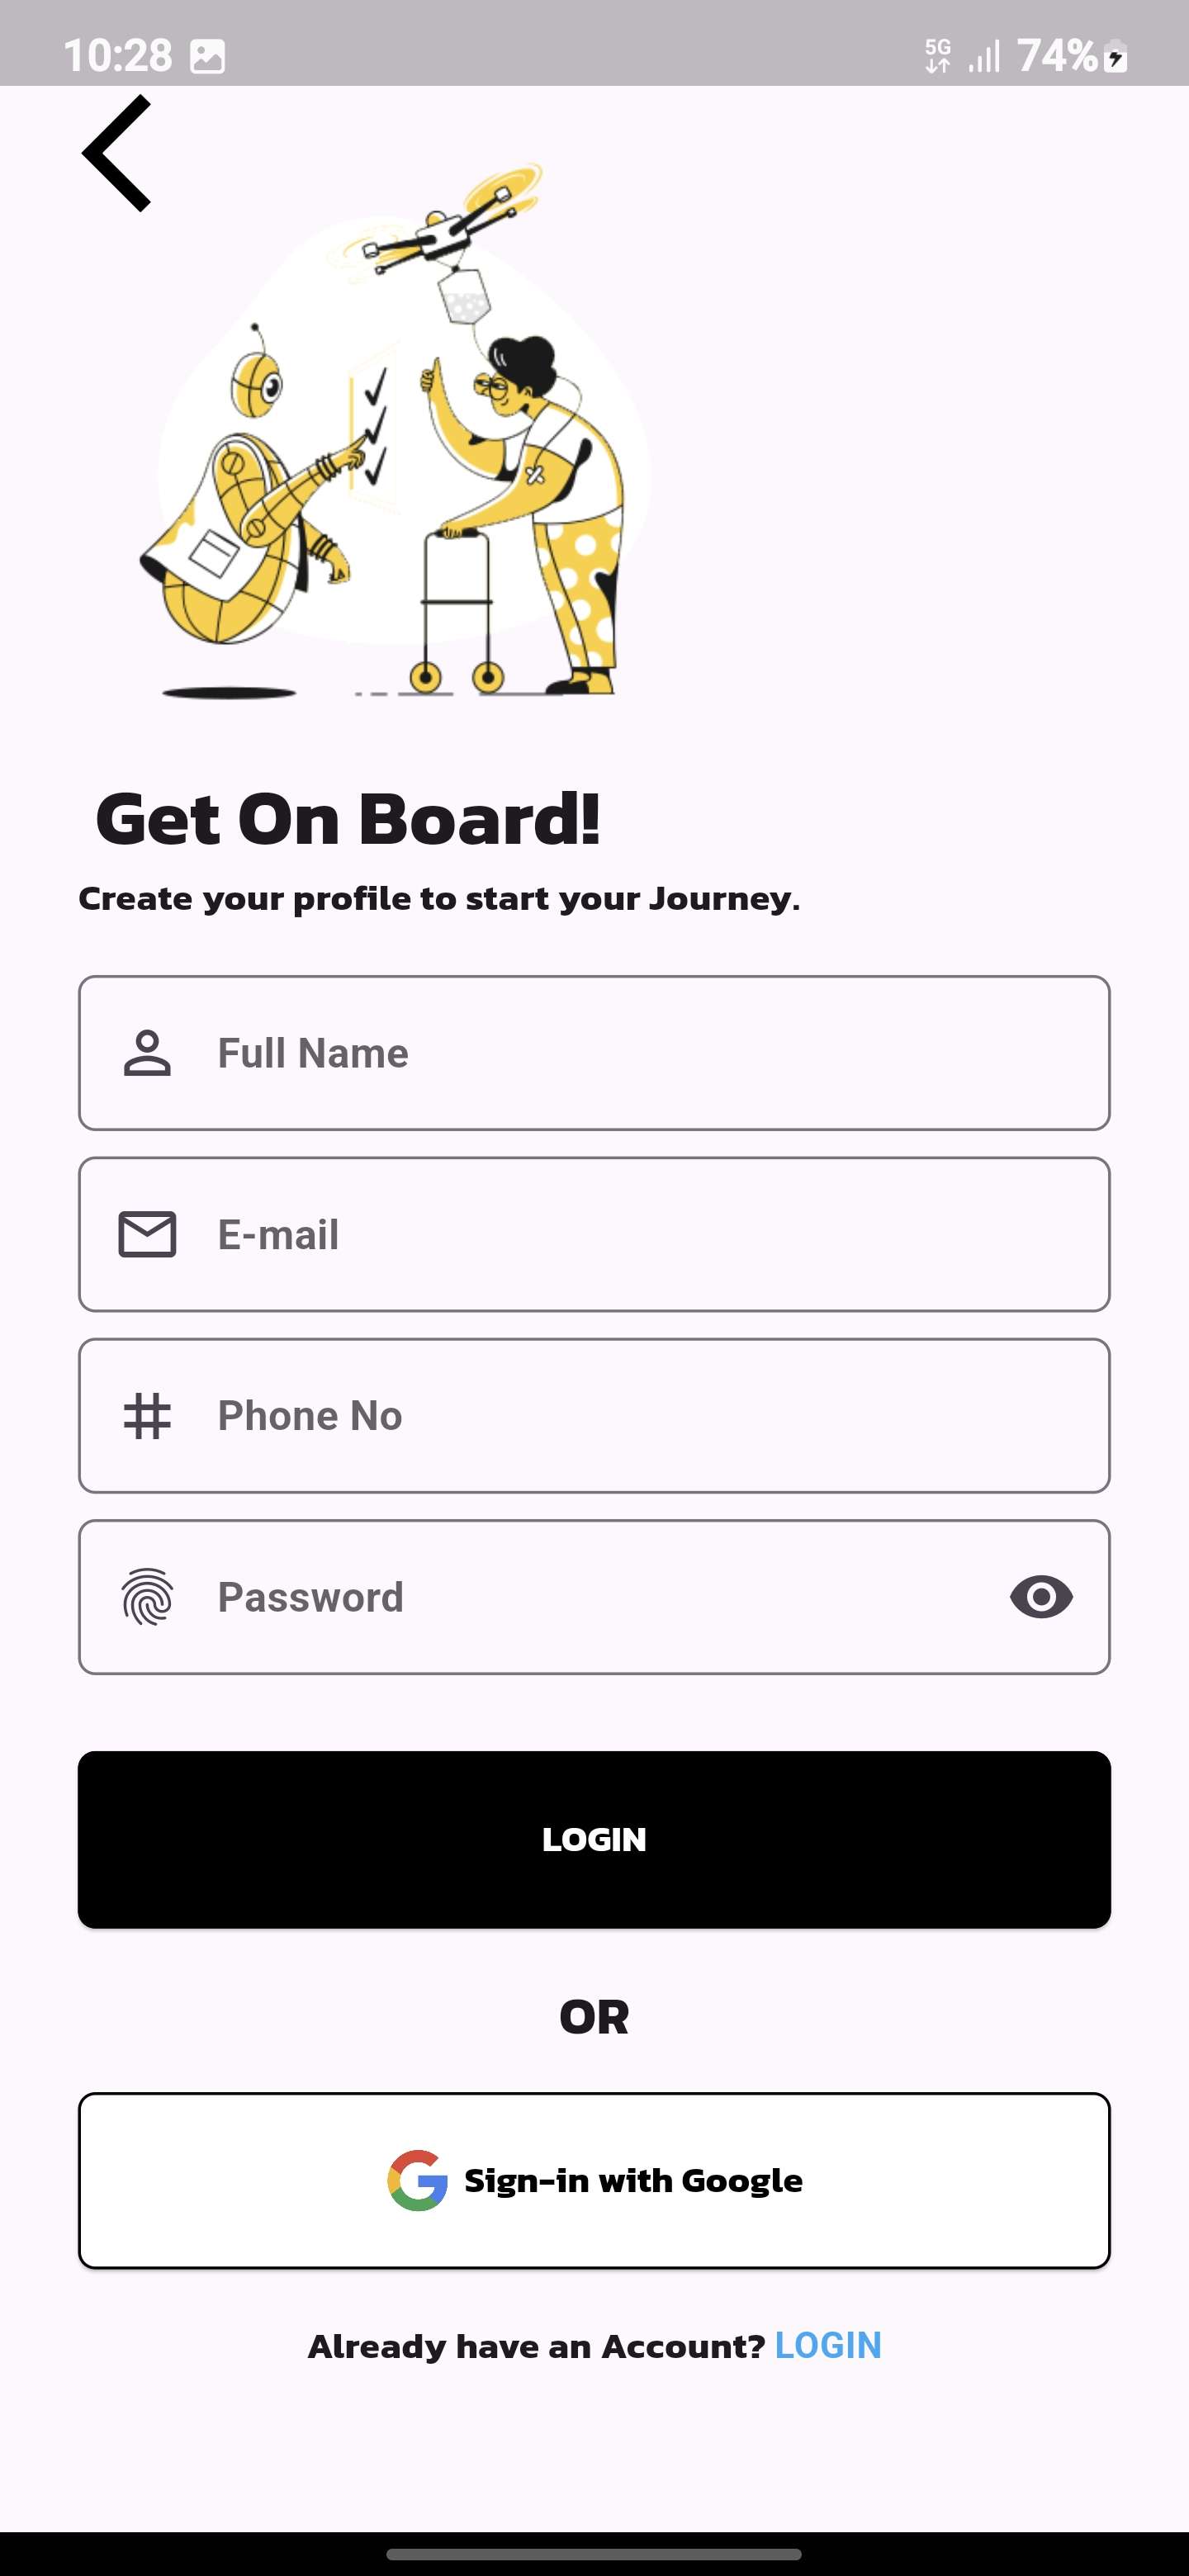 10:28 5G 74%
Get On Board!
Create your profile to start your Journey.
Full Name
E-mail
Phone No
Password
LOGIN
OR
Sign-in with Google
Already have an Account? LOGIN